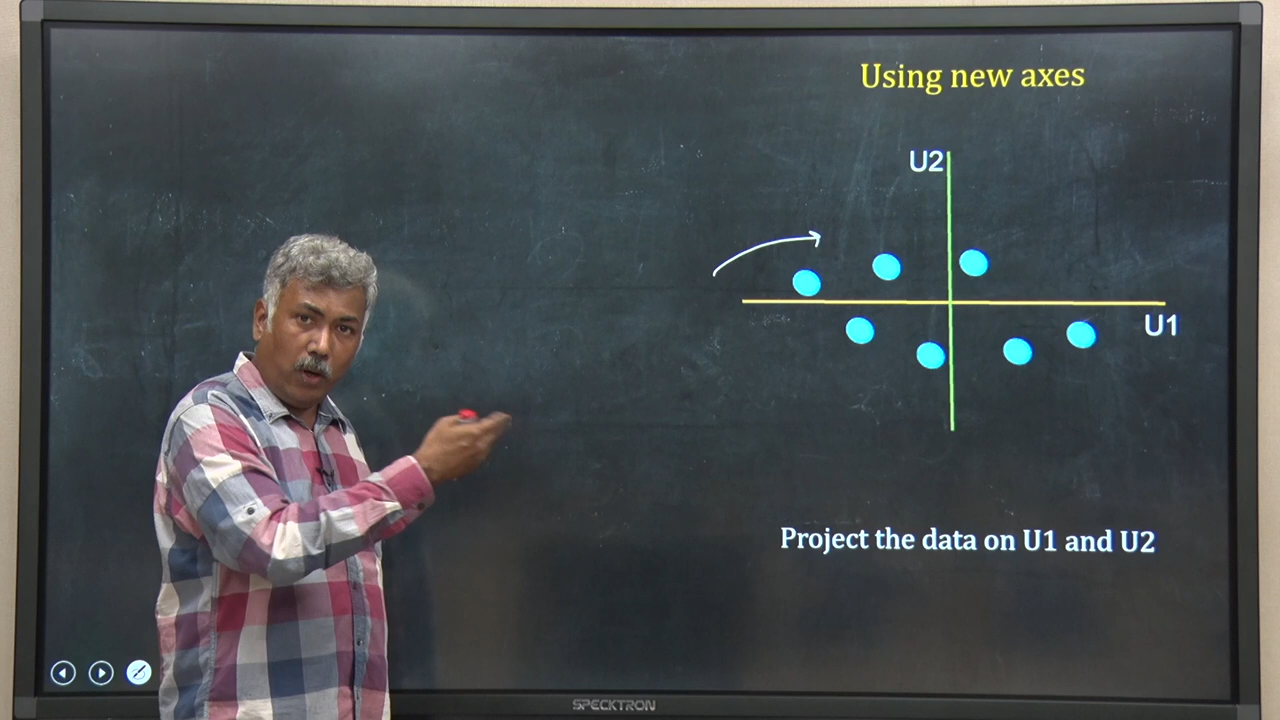 Using new axes
U2
U1
Project the data on U1 and U2
SPECKTRON